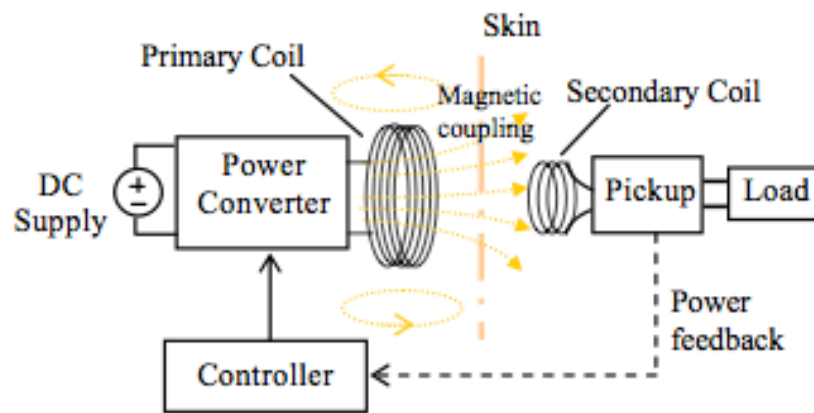 Skin
Primary Coil
Magnetic
coupling
Secondary Coil
DC
Supply
Power
Converter
Pickup
Load
Power
feedback
Controller